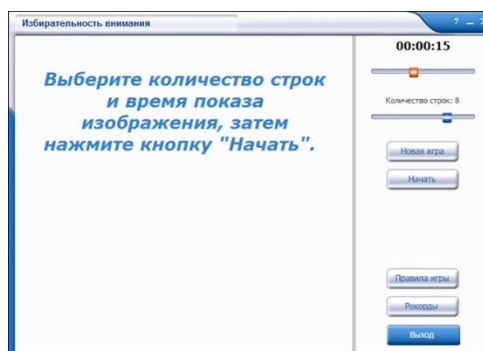 Избирательность внимания
? _ ×
00:00:15
Выберите количество строк
и время показа
изображения, затем
нажмите кнопку "Начать".
Количество строк: 8
Новая игра
Начать
Правила игры
Рекорды
Выход